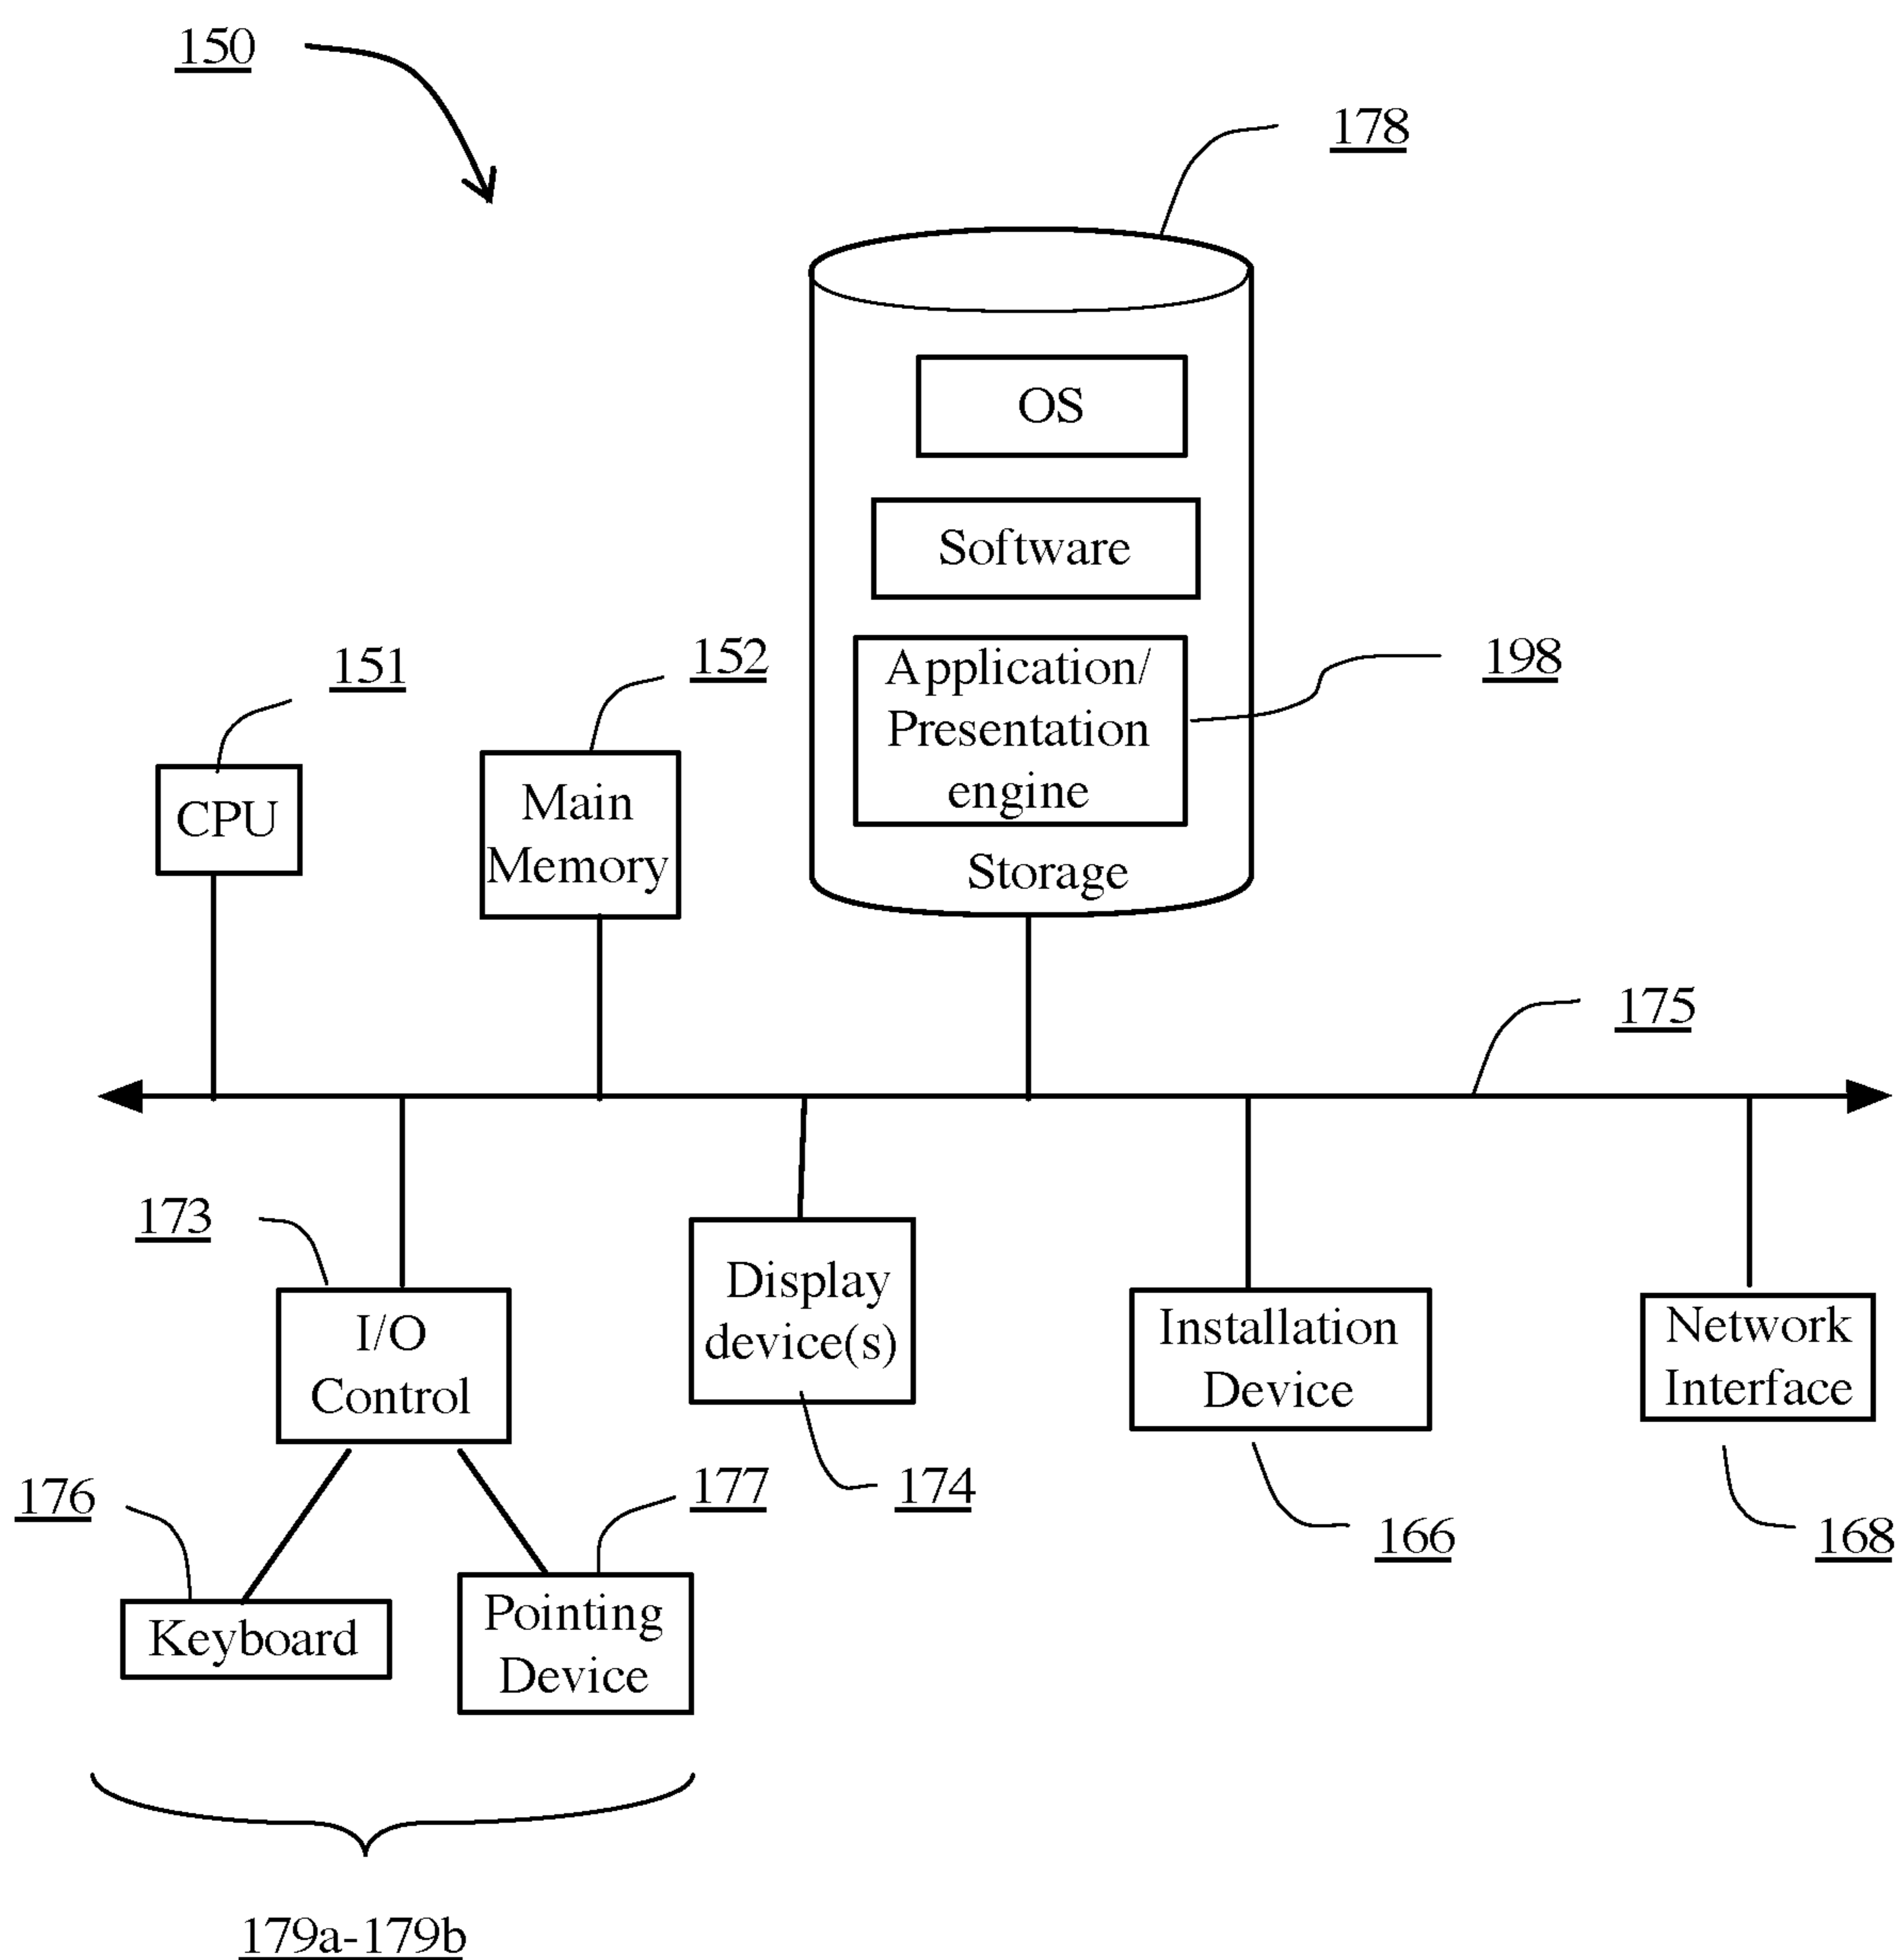 150
178
OS
Software
Application/
Presentation
engine
198
Storage
151
CPU
152
Main
Memory
175
173
I/O
Control
Display
device(s)
174
Installation
Device
166
Network
Interface
168
176
Keyboard
177
Pointing
Device
179a-179b